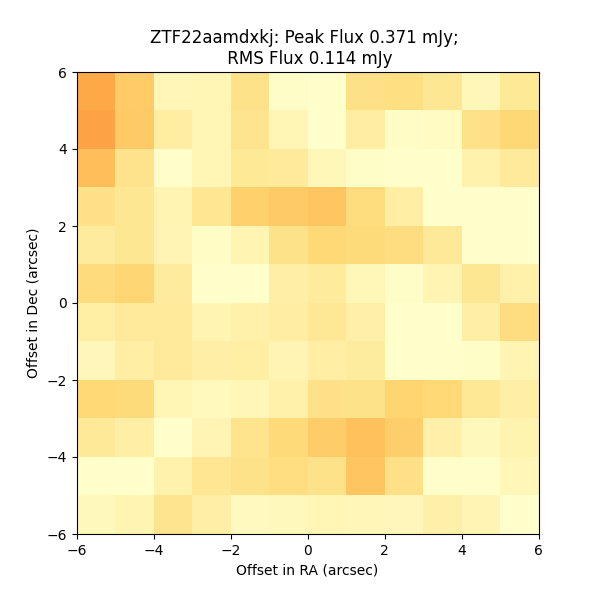 ZTF22aamdxkj: Peak Flux 0.371 mJy;
RMS Flux 0.114 mJy
6
4
2
0
−2
−4
−6
Offset in Dec (arcsec)
−6 −4 −2 0 2 4 6
Offset in RA (arcsec)